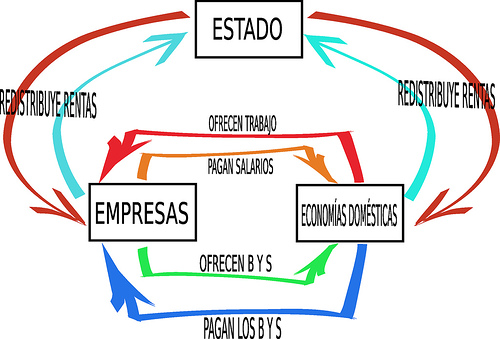 ESTADO
REDISTRIBUYE RENTAS
REDISTRIBUYE RENTAS
OFRECEN TRABAJO
PAGAN SALARIOS
EMPRESAS
ECONOMÍAS DOMÉSTICAS
OFRECEN B Y S
PAGAN LOS B Y S